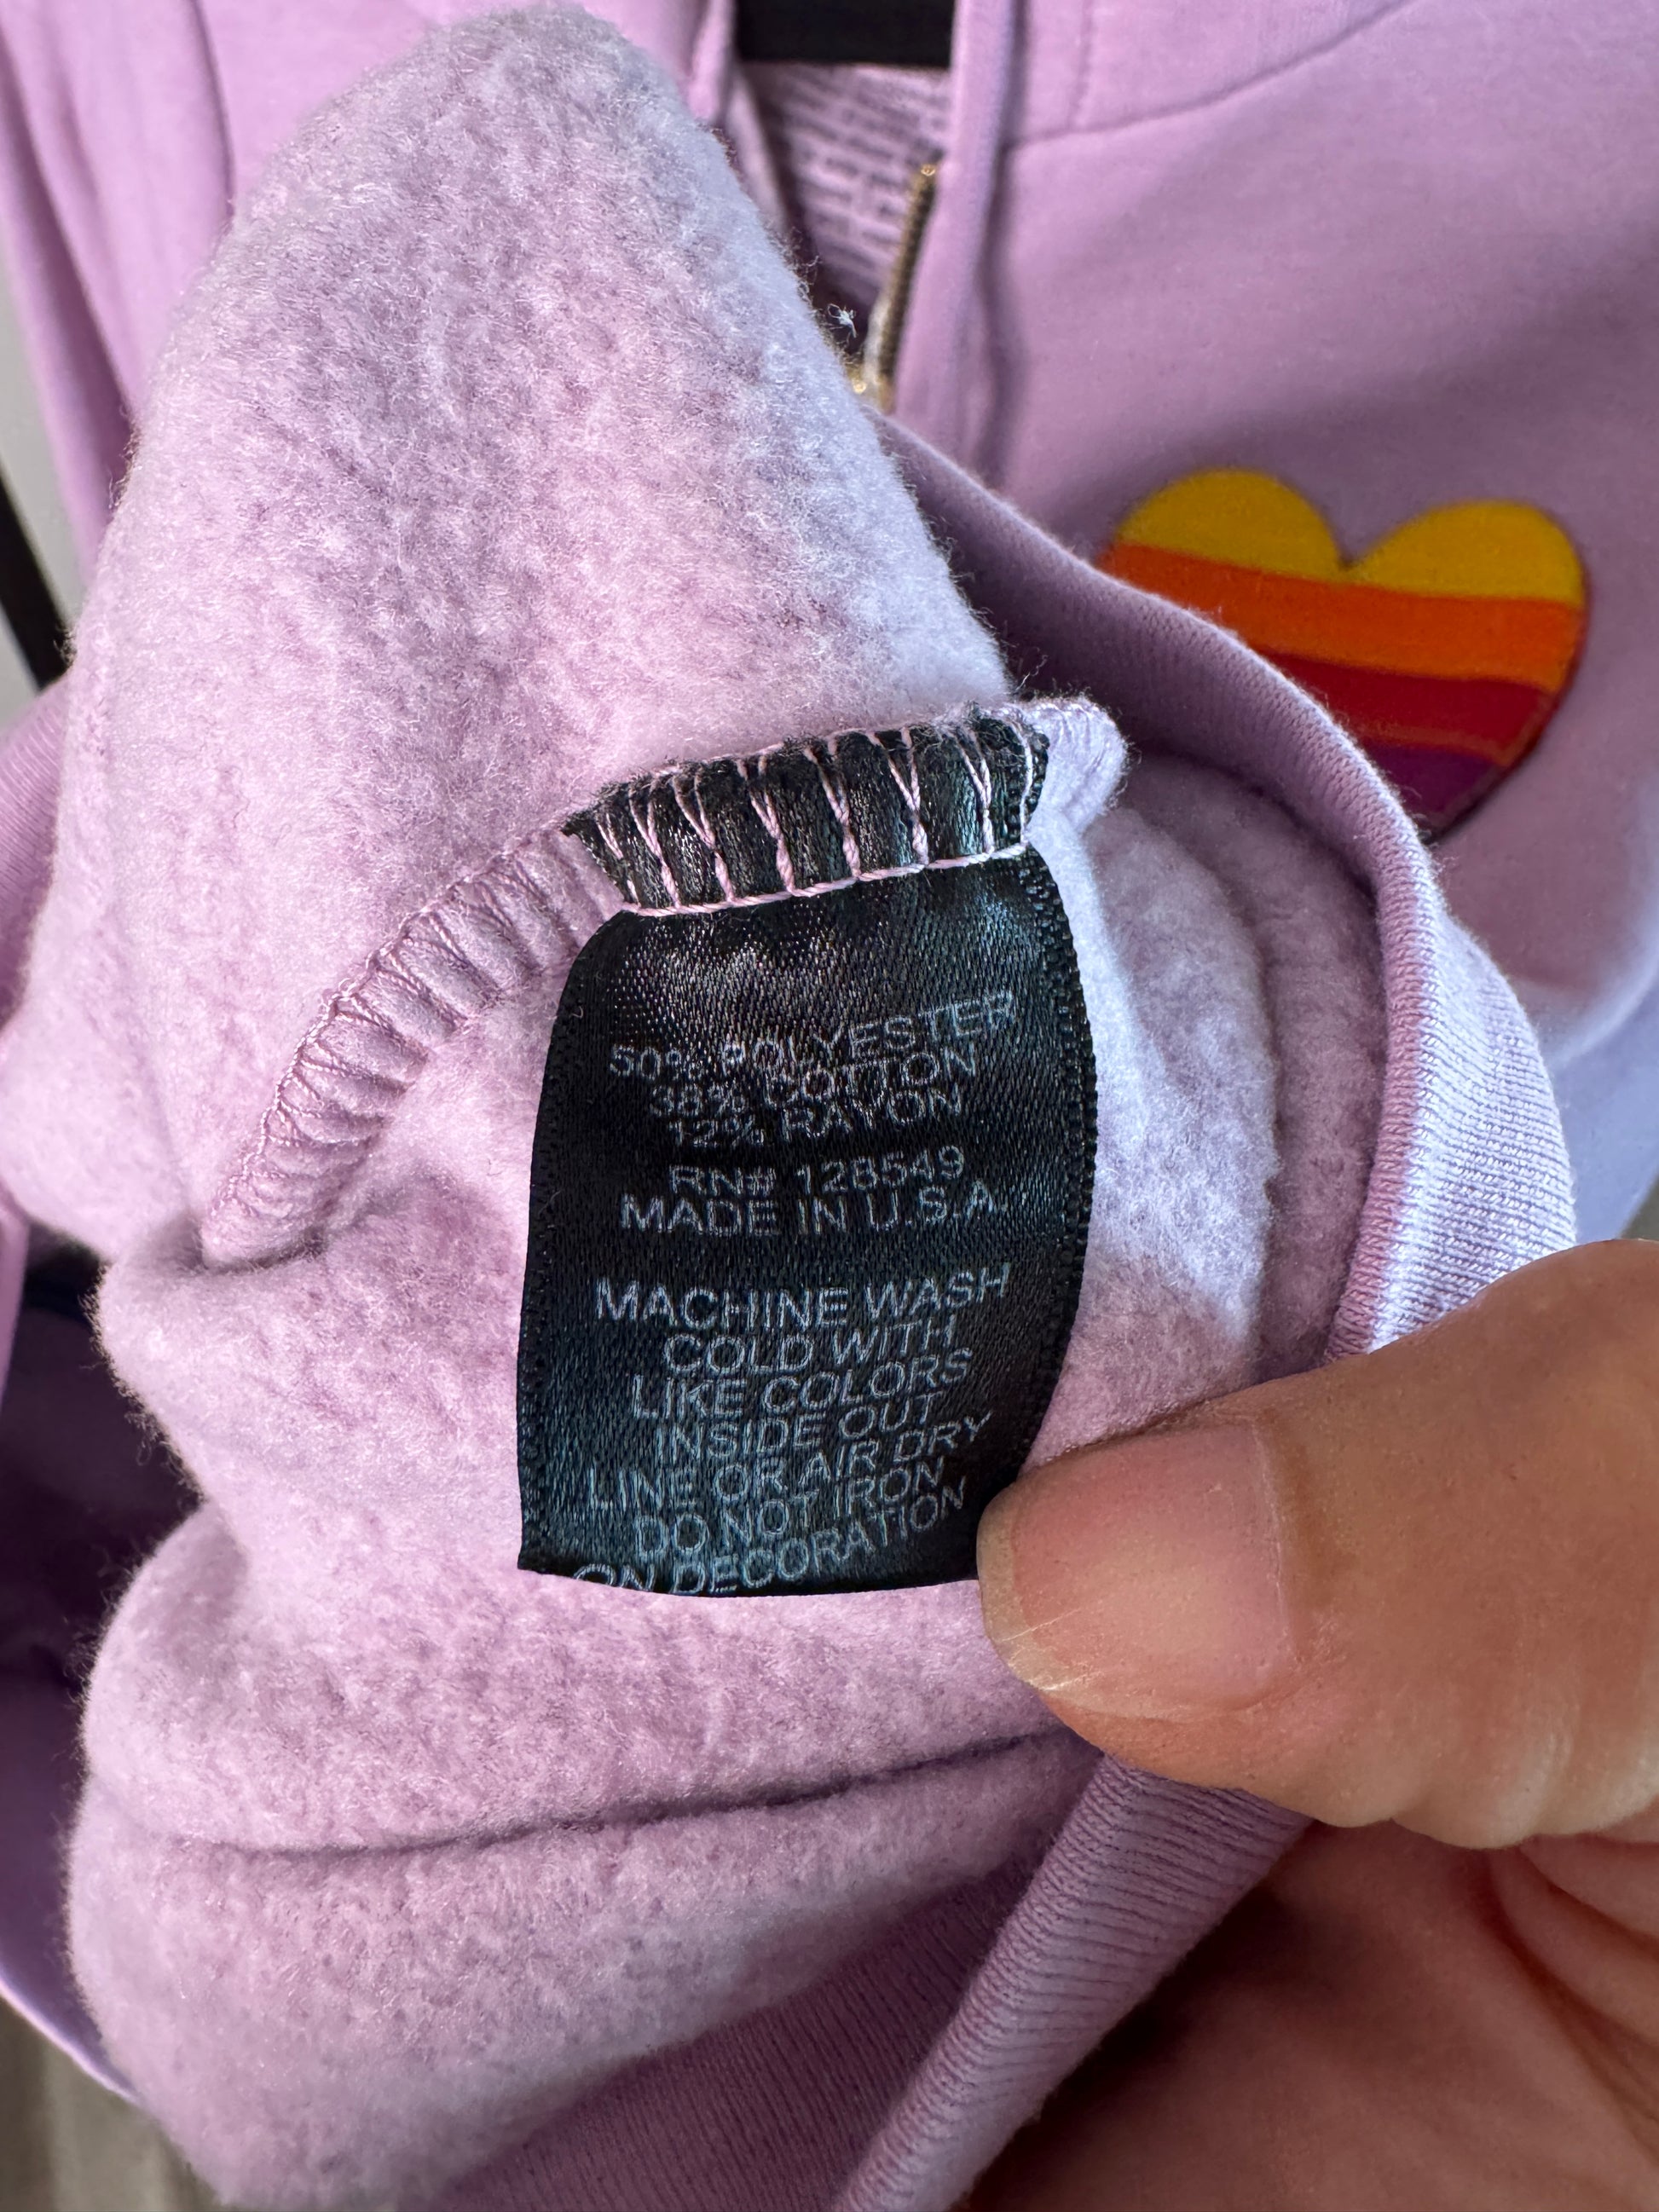 50% POLYESTER
38% COTTON
12% RAYON
RN# 128549
MADE IN U.S.A.
MACHINE WASH
COLD WITH
LIKE COLORS
INSIDE OUT
LINE OR AIR DRY
DO NOT IRON
ON DECORATION